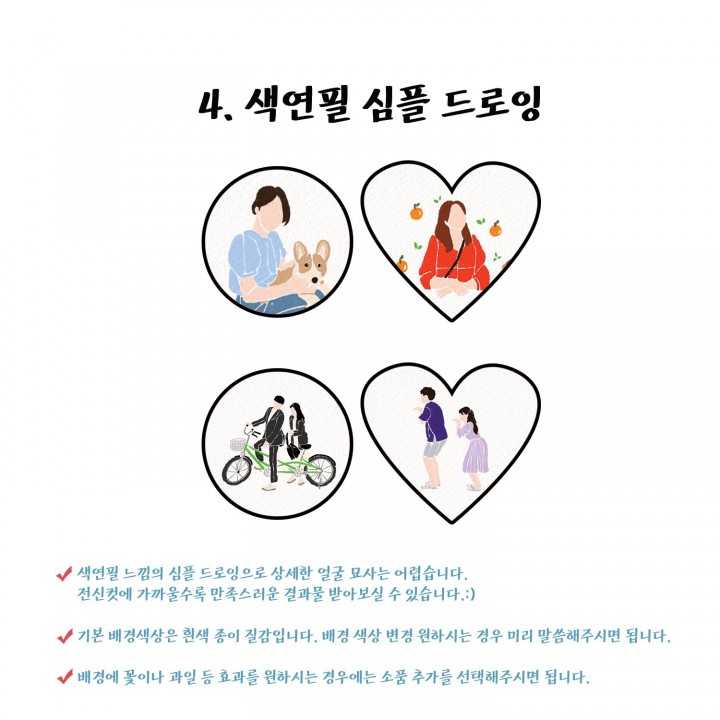 4. 색연필 심플 드로잉
색연필 느낌의 심플 드로잉으로 상세한 얼굴 묘사는 어렵습니다.
전신컷에 가까울수록 만족스러운 결과물 받아보실 수 있습니다.:)
기본 배경색상은 흰색 종이 질감입니다. 배경 색상 변경 원하시는 경우 미리 말씀해주시면 됩니다.
배경에 꽃이나 과일 등 효과를 원하시는 경우에는 소품 추가를 선택해주시면 됩니다.